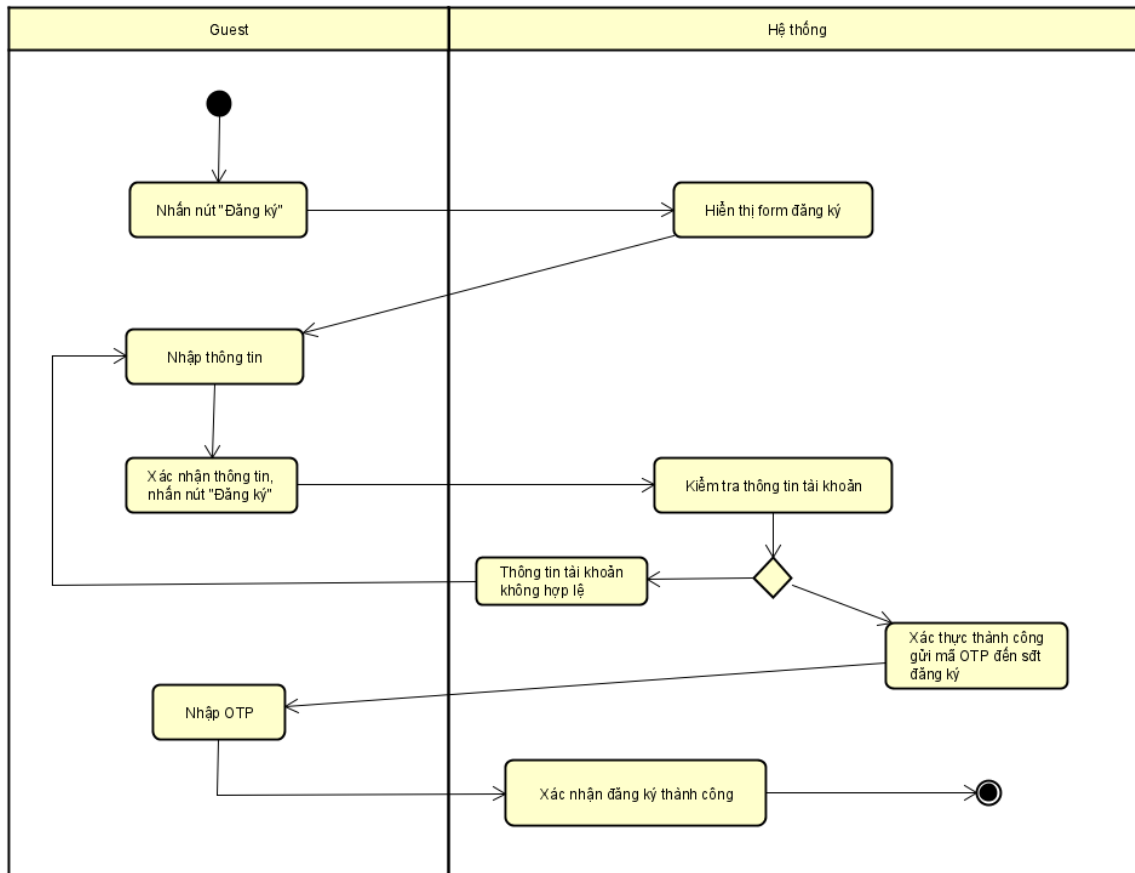 Guest
Hệ thống
Nhấn nút "Đăng ký"
Hiển thị form đăng ký
Nhập thông tin
Xác nhận thông tin,
nhấn nút "Đăng ký"
Kiểm tra thông tin tài khoản
Thông tin tài khoản
không hợp lệ
Xác thực thành công
gửi mã OTP đến sđt
đăng ký
Nhập OTP
Xác nhận đăng ký thành công